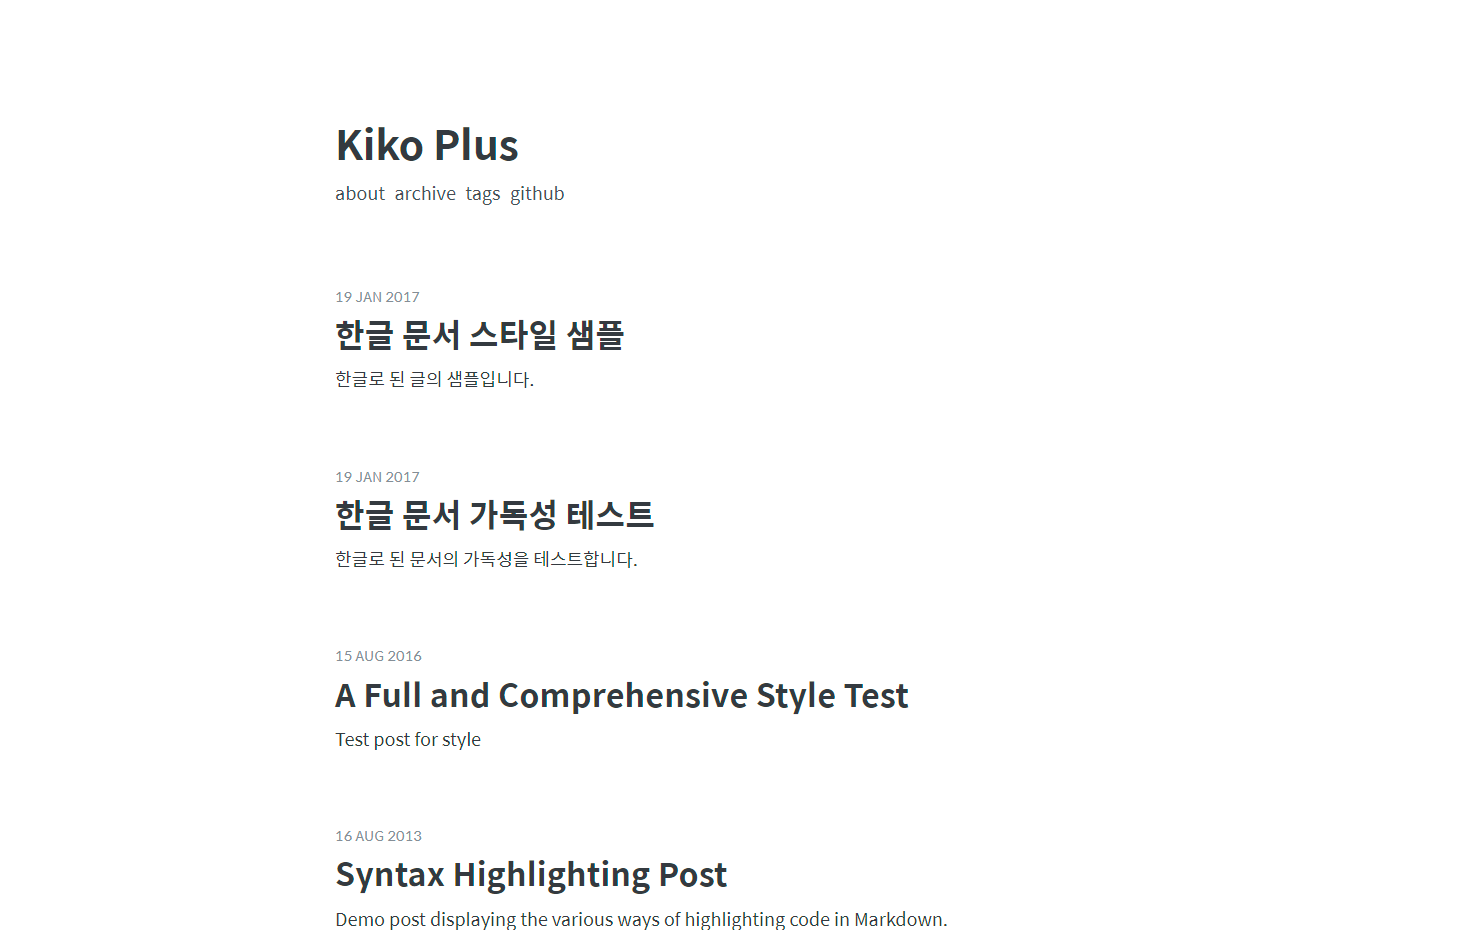 Kiko Plus
about archive tags github
19 JAN 2017
한글 문서 스타일 샘플
한글로 된 글의 샘플입니다.
19 JAN 2017
한글 문서 가독성 테스트
한글로 된 문서의 가독성을 테스트합니다.
15 AUG 2016
A Full and Comprehensive Style Test
Test post for style
16 AUG 2013
Syntax Highlighting Post
Demo post displaying the various ways of highlighting code in Markdown.